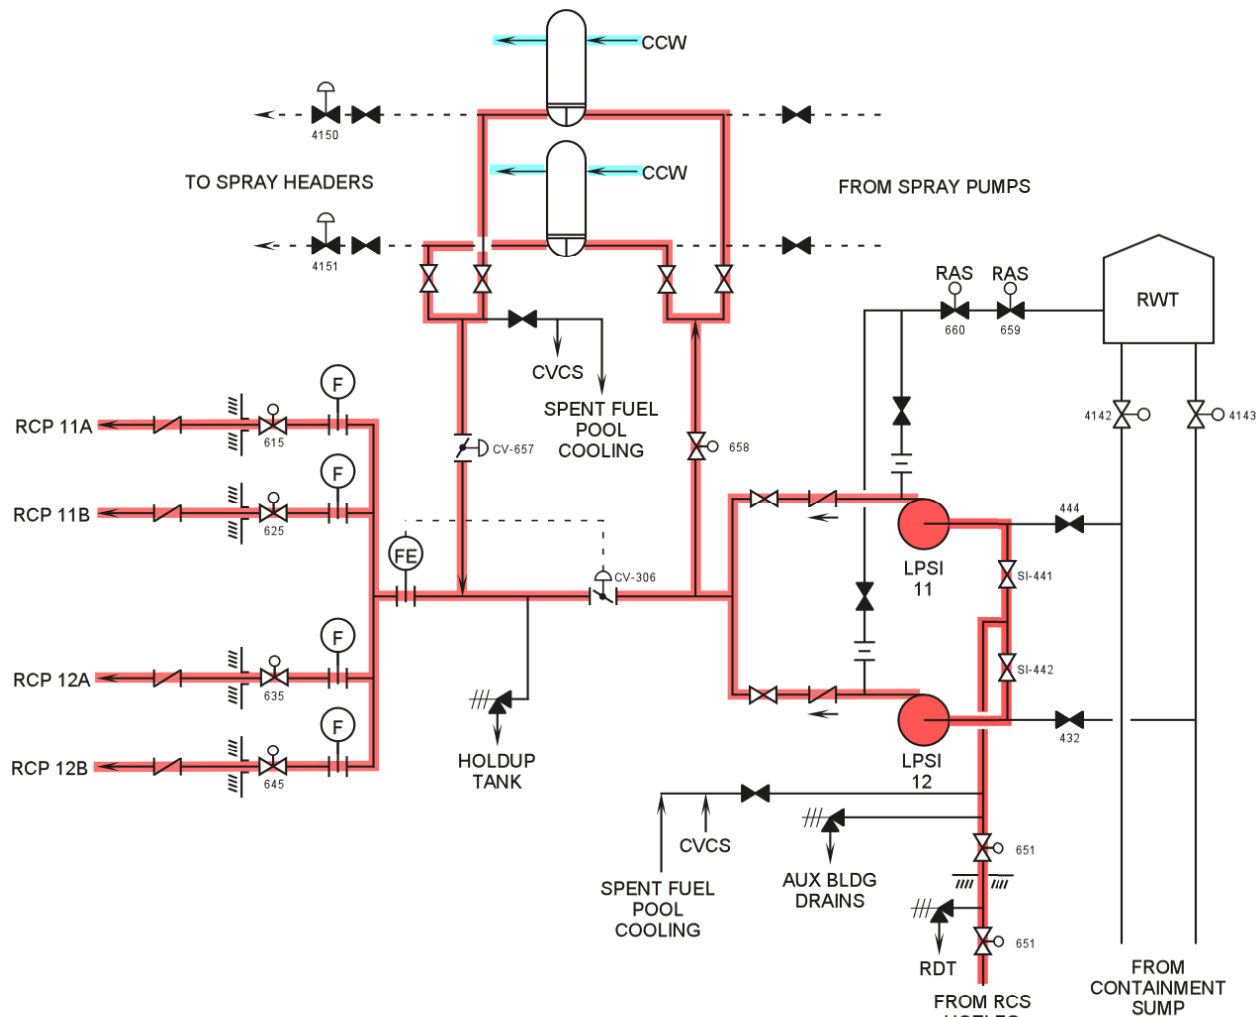 CCW
4150
CCW
TO SPRAY HEADERS
FROM SPRAY PUMPS
4151
RAS
RAS
RWT
660
659
CVCS
SPENT FUEL
POOL
COOLING
F
RCP 11A
615
CV-657
658
4142
4143
F
RCP 11B
625
444
FE
CV-306
LPSI
11
SI-441
F
RCP 12A
635
SI-442
F
RCP 12B
645
HOLDUP
TANK
LPSI
12
432
CVCS
SPENT FUEL
POOL
COOLING
AUX BLDG
DRAINS
651
651
RDT
FROM RCS
FROM
CONTAINMENT
SUMP